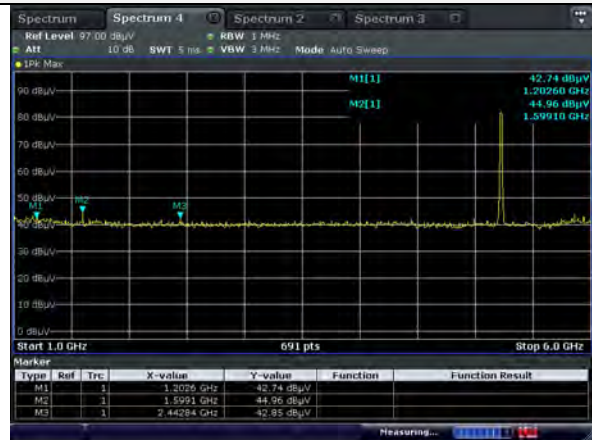 Spectrum Spectrum 4 Spectrum 2 Spectrum 3
Ref Level 97.00 dBµV RBW 1 MHz
Att 10 dB SWT 5 ms VBW 3 MHz Mode Auto Sweep
1Pk Max
M1[1] 42.74 dBµV
1.20260 GHz
M2[1] 44.96 dBµV
1.59910 GHz
90 dBµV
80 dBµV
70 dBµV
60 dBµV
50 dBµV
M1 M2 M3
40 dBµV
30 dBµV
20 dBµV
10 dBµV
0 dBµV
Start 1.0 GHz 691 pts Stop 6.0 GHz
Marker
Type Ref Trc X-value Y-value Function Function Result
M1 1 1.2026 GHz 42.74 dBµV
M2 1 1.5991 GHz 44.96 dBµV
M3 1 2.44284 GHz 42.85 dBµV
Measuring...